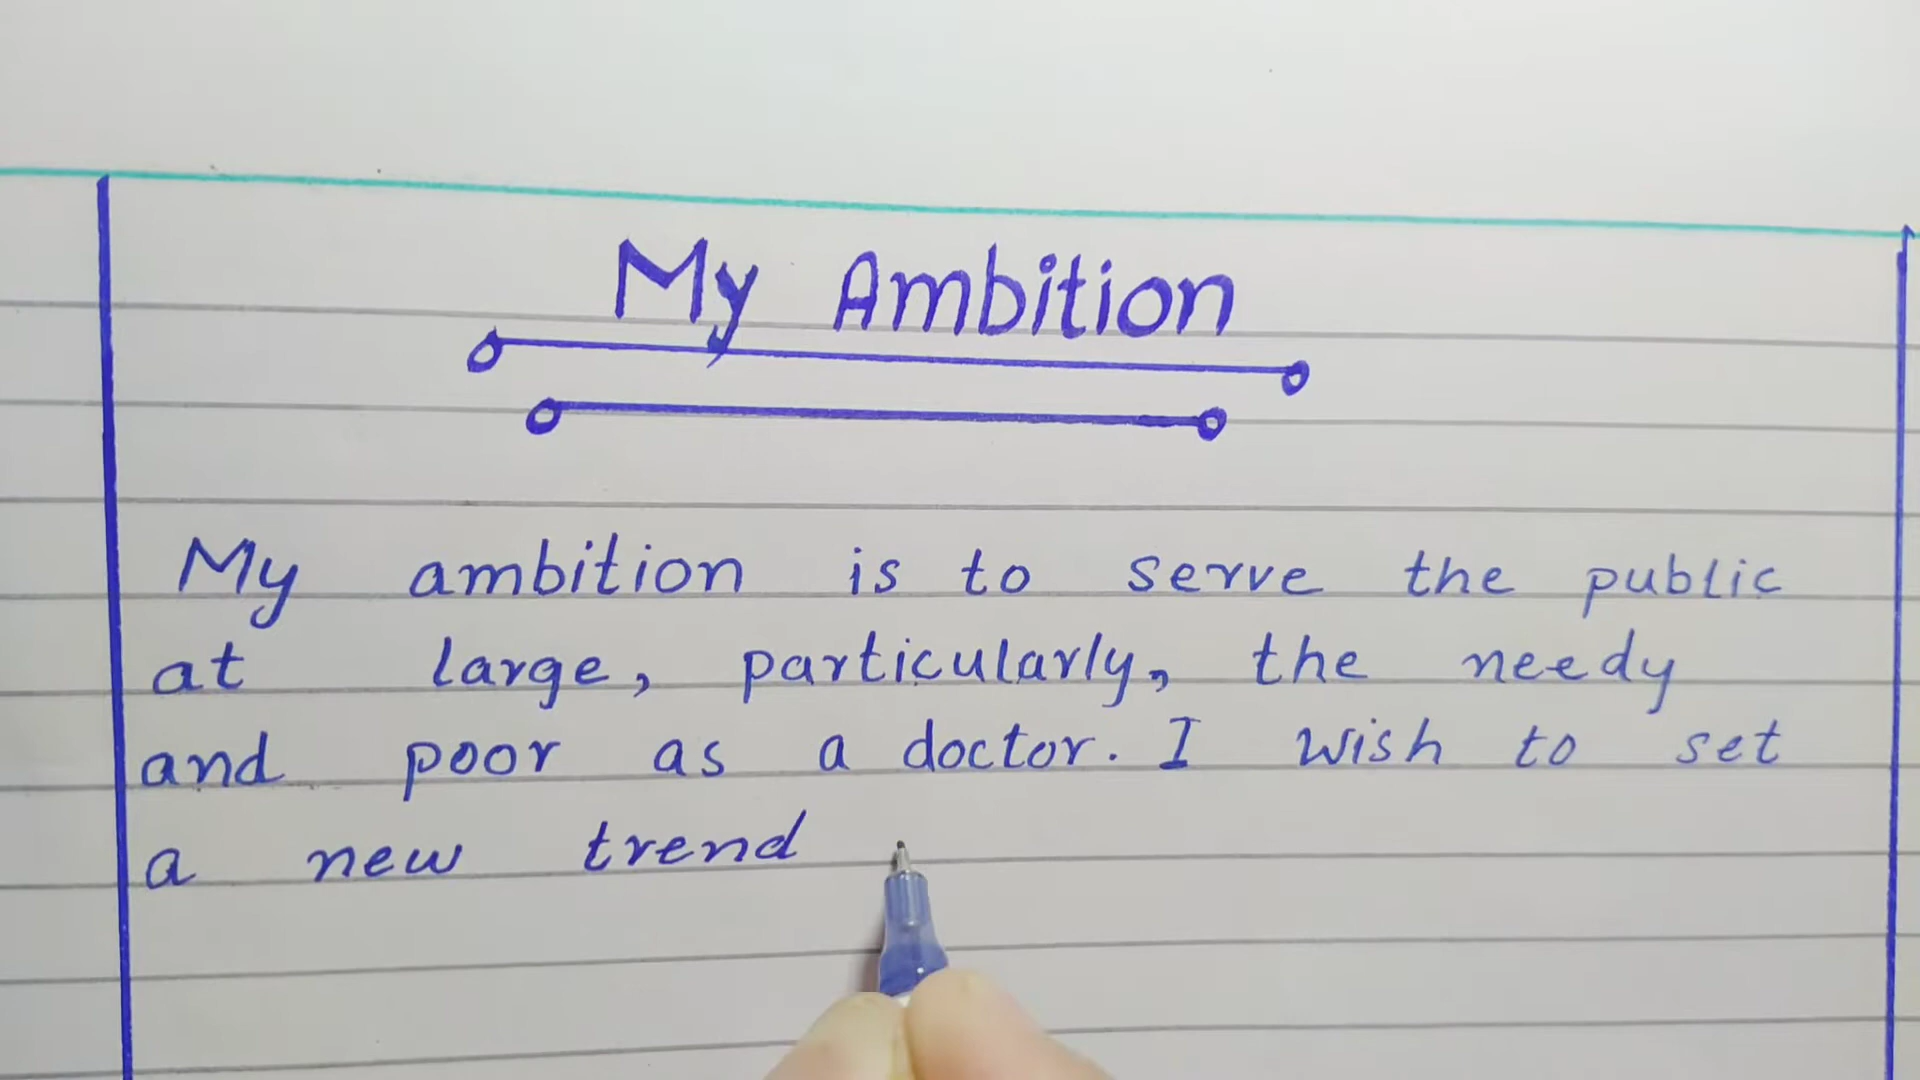 My Ambition
My ambition is to serve the public
at large, particularly, the needy
and poor as a doctor. I wish to set
a new trend